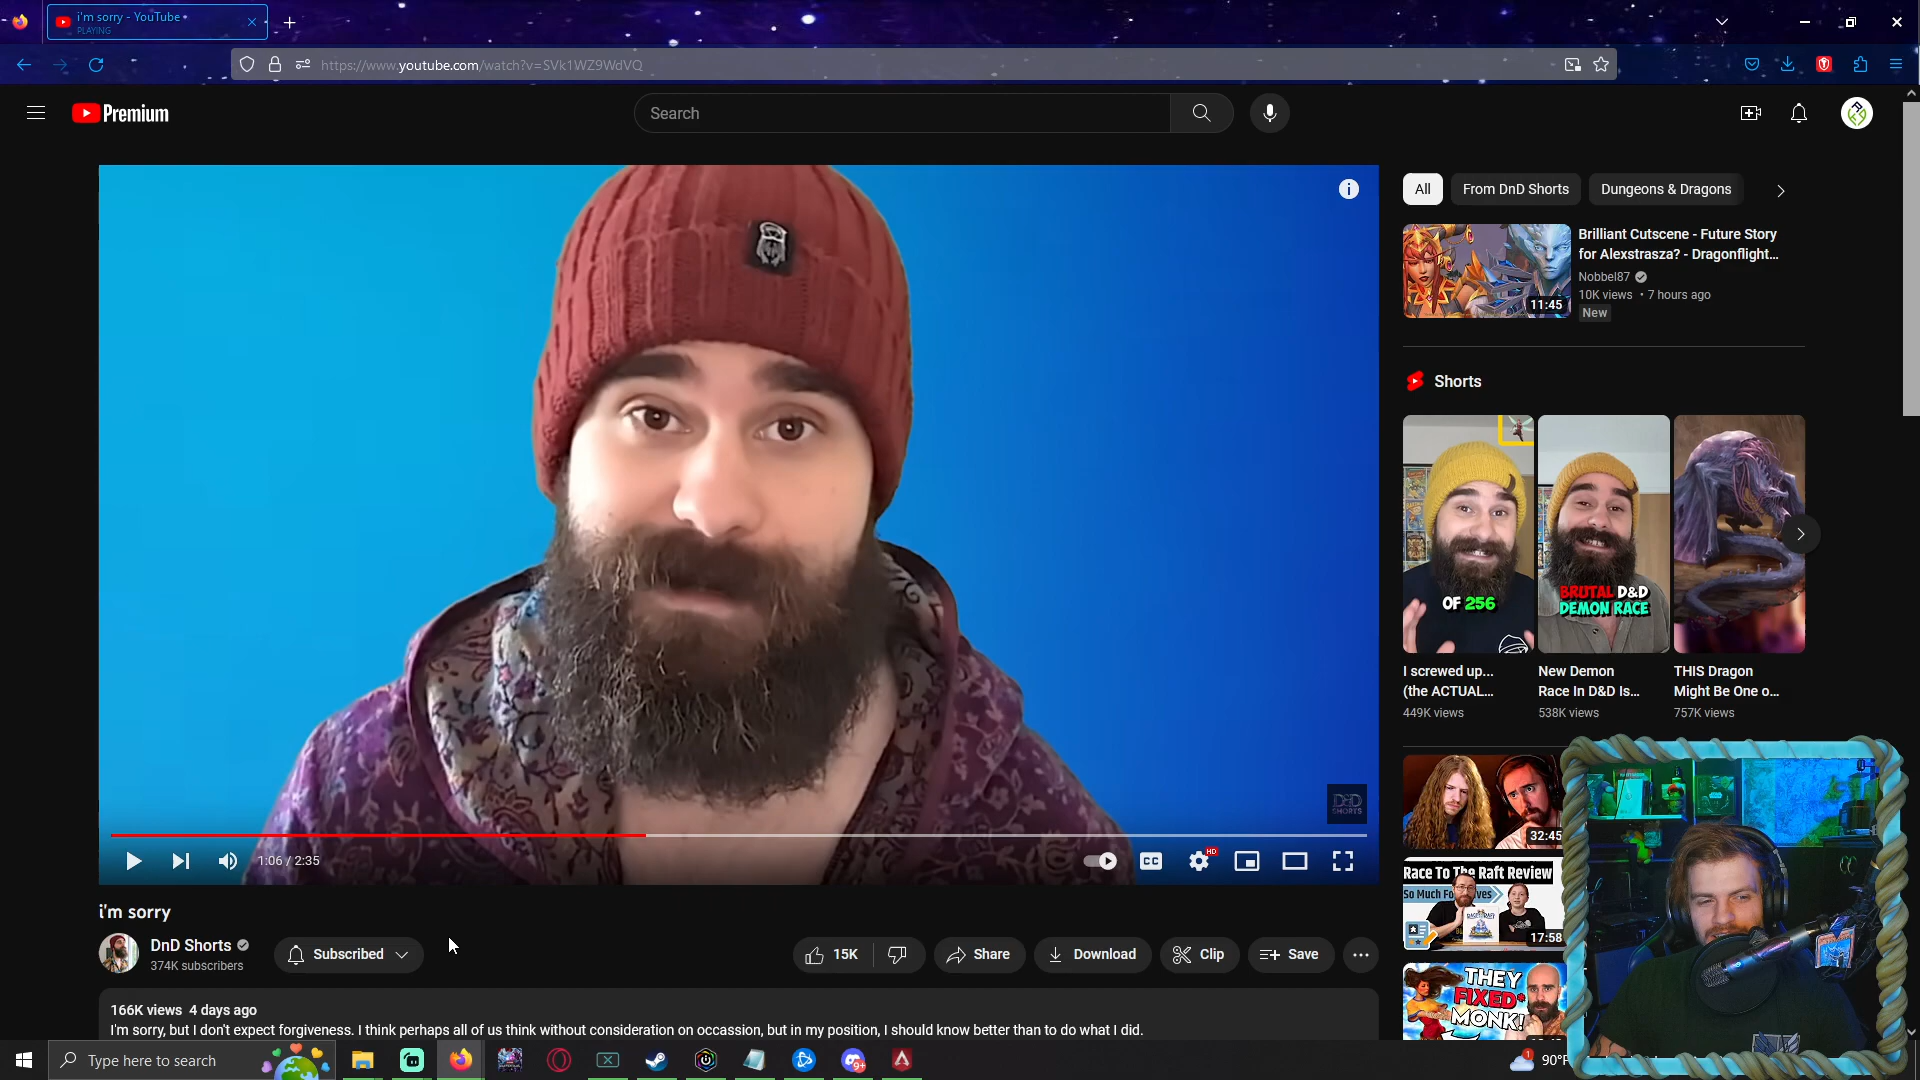 i'm sorry - YouTube
PLAYING
https://www.youtube.com/watch?v=SVk1WZ9WdVQ
Premium
Search
All
From DnD Shorts
Dungeons & Dragons
Brilliant Cutscene - Future Story
for Alexstrasza? - Dragonflight...
Nobbel87
10K views • 7 hours ago
New
11:45
Shorts
OF 256
BRUTAL D&D
DEMON RACE
I screwed up...
(the ACTUAL...
449K views
New Demon
Race In D&D Is...
538K views
THIS Dragon
Might Be One o...
757K views
32:45
Race To The Raft Review
17:58
THEY
FIXED*
MONK!
D&D
SHORTS
1:06 / 2:35
CC
HD
i'm sorry
DnD Shorts
374K subscribers
Subscribed
15K
Share
Download
Clip
Save
166K views 4 days ago
I'm sorry, but I don't expect forgiveness. I think perhaps all of us think without consideration on occassion, but in my position, I should know better than to do what I did.
Type here to search
9+
1
90°F